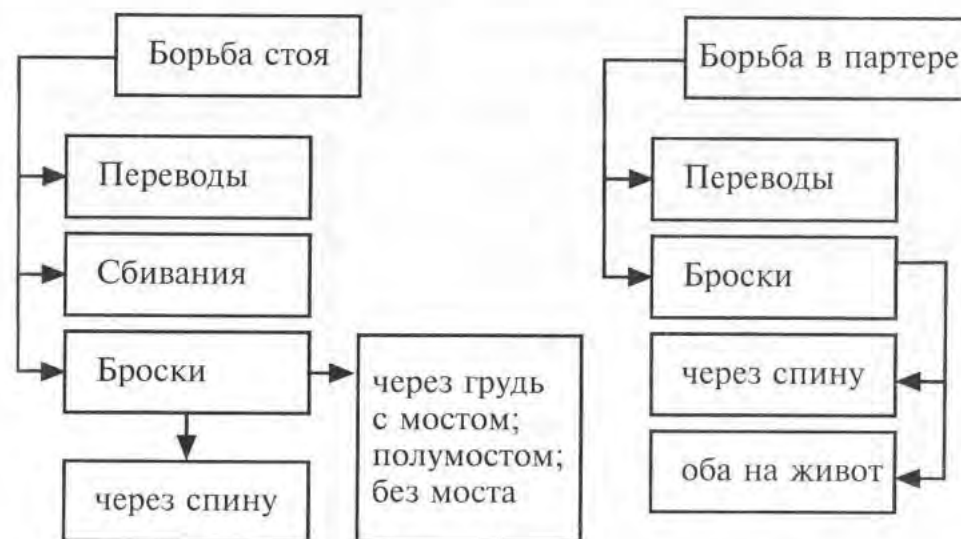 Борьба стоя
Переводы
Сбивания
Броски
через спину
через грудь
с мостом;
полумостом;
без моста
Борьба в партере
Переводы
Броски
через спину
оба на живот